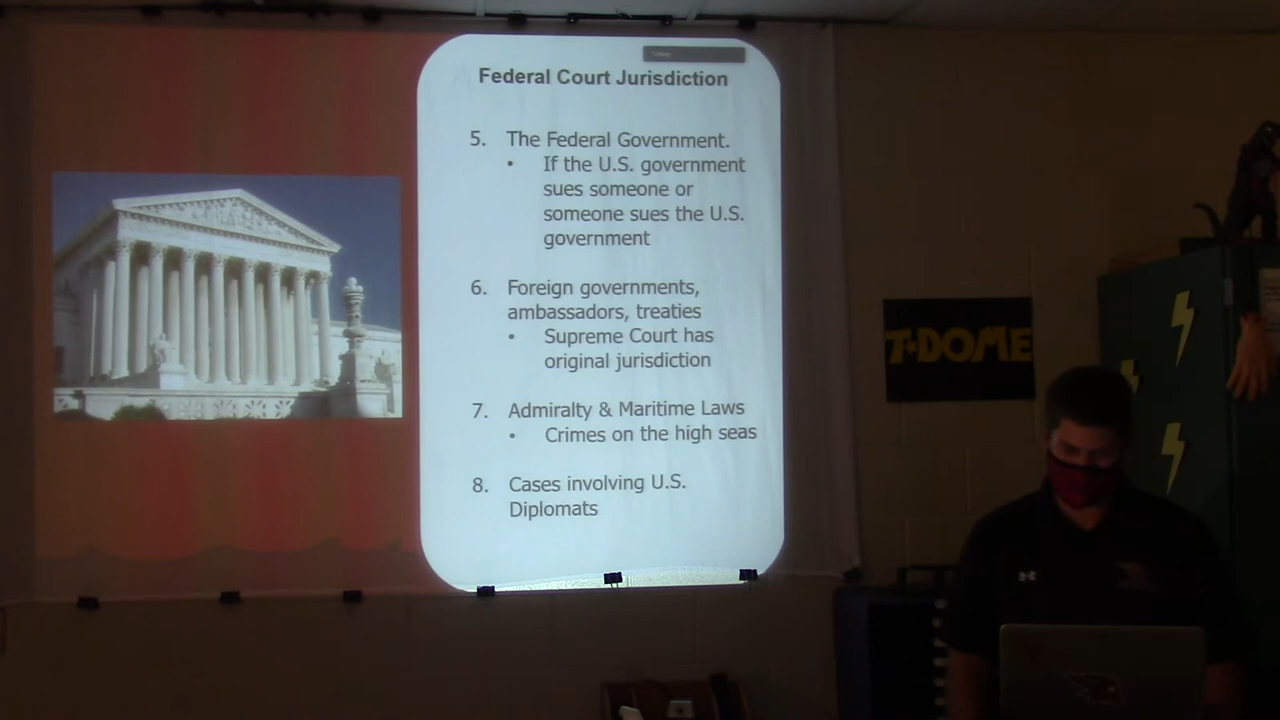 Federal Court Jurisdiction
5. The Federal Government.
• If the U.S. government
sues someone or
someone sues the U.S.
government
6. Foreign governments,
ambassadors, treaties
• Supreme Court has
original jurisdiction
7. Admiralty & Maritime Laws
• Crimes on the high seas
8. Cases involving U.S.
Diplomats
T-DOME